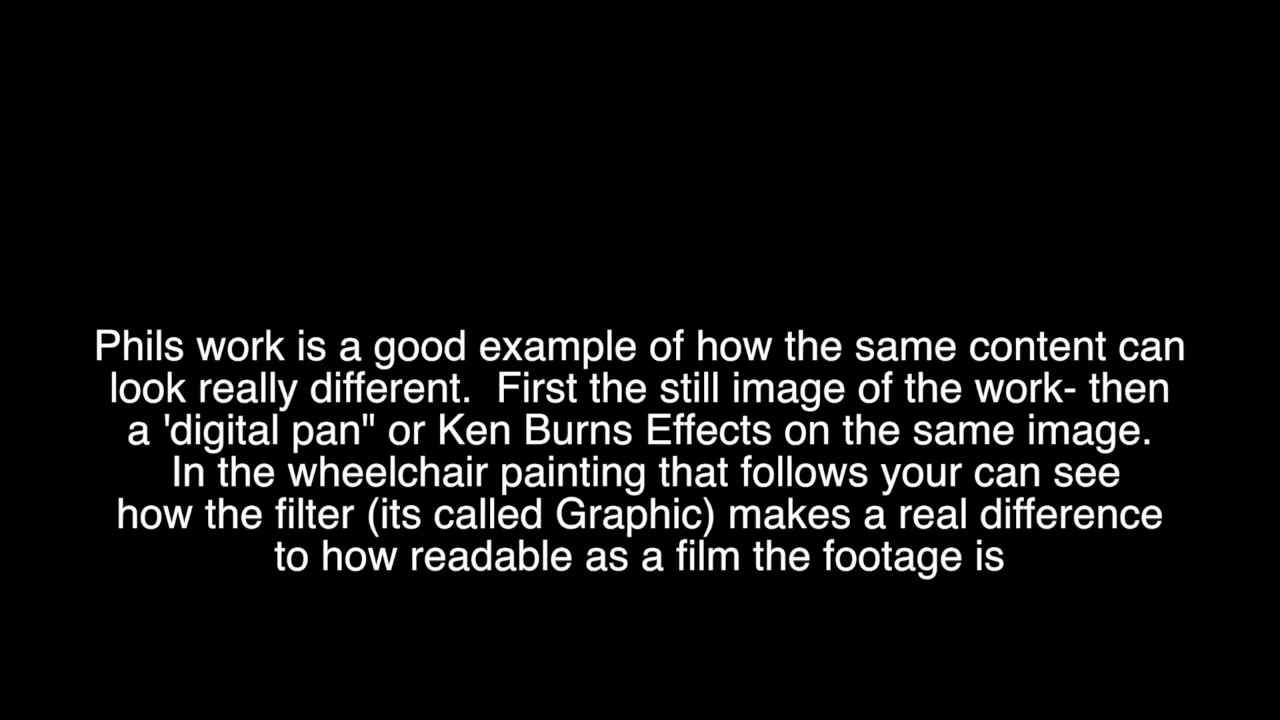 Phils work is a good example of how the same content can
look really different.  First the still image of the work- then
a 'digital pan" or Ken Burns Effects on the same image.
In the wheelchair painting that follows your can see
how the filter (its called Graphic) makes a real difference
to how readable as a film the footage is